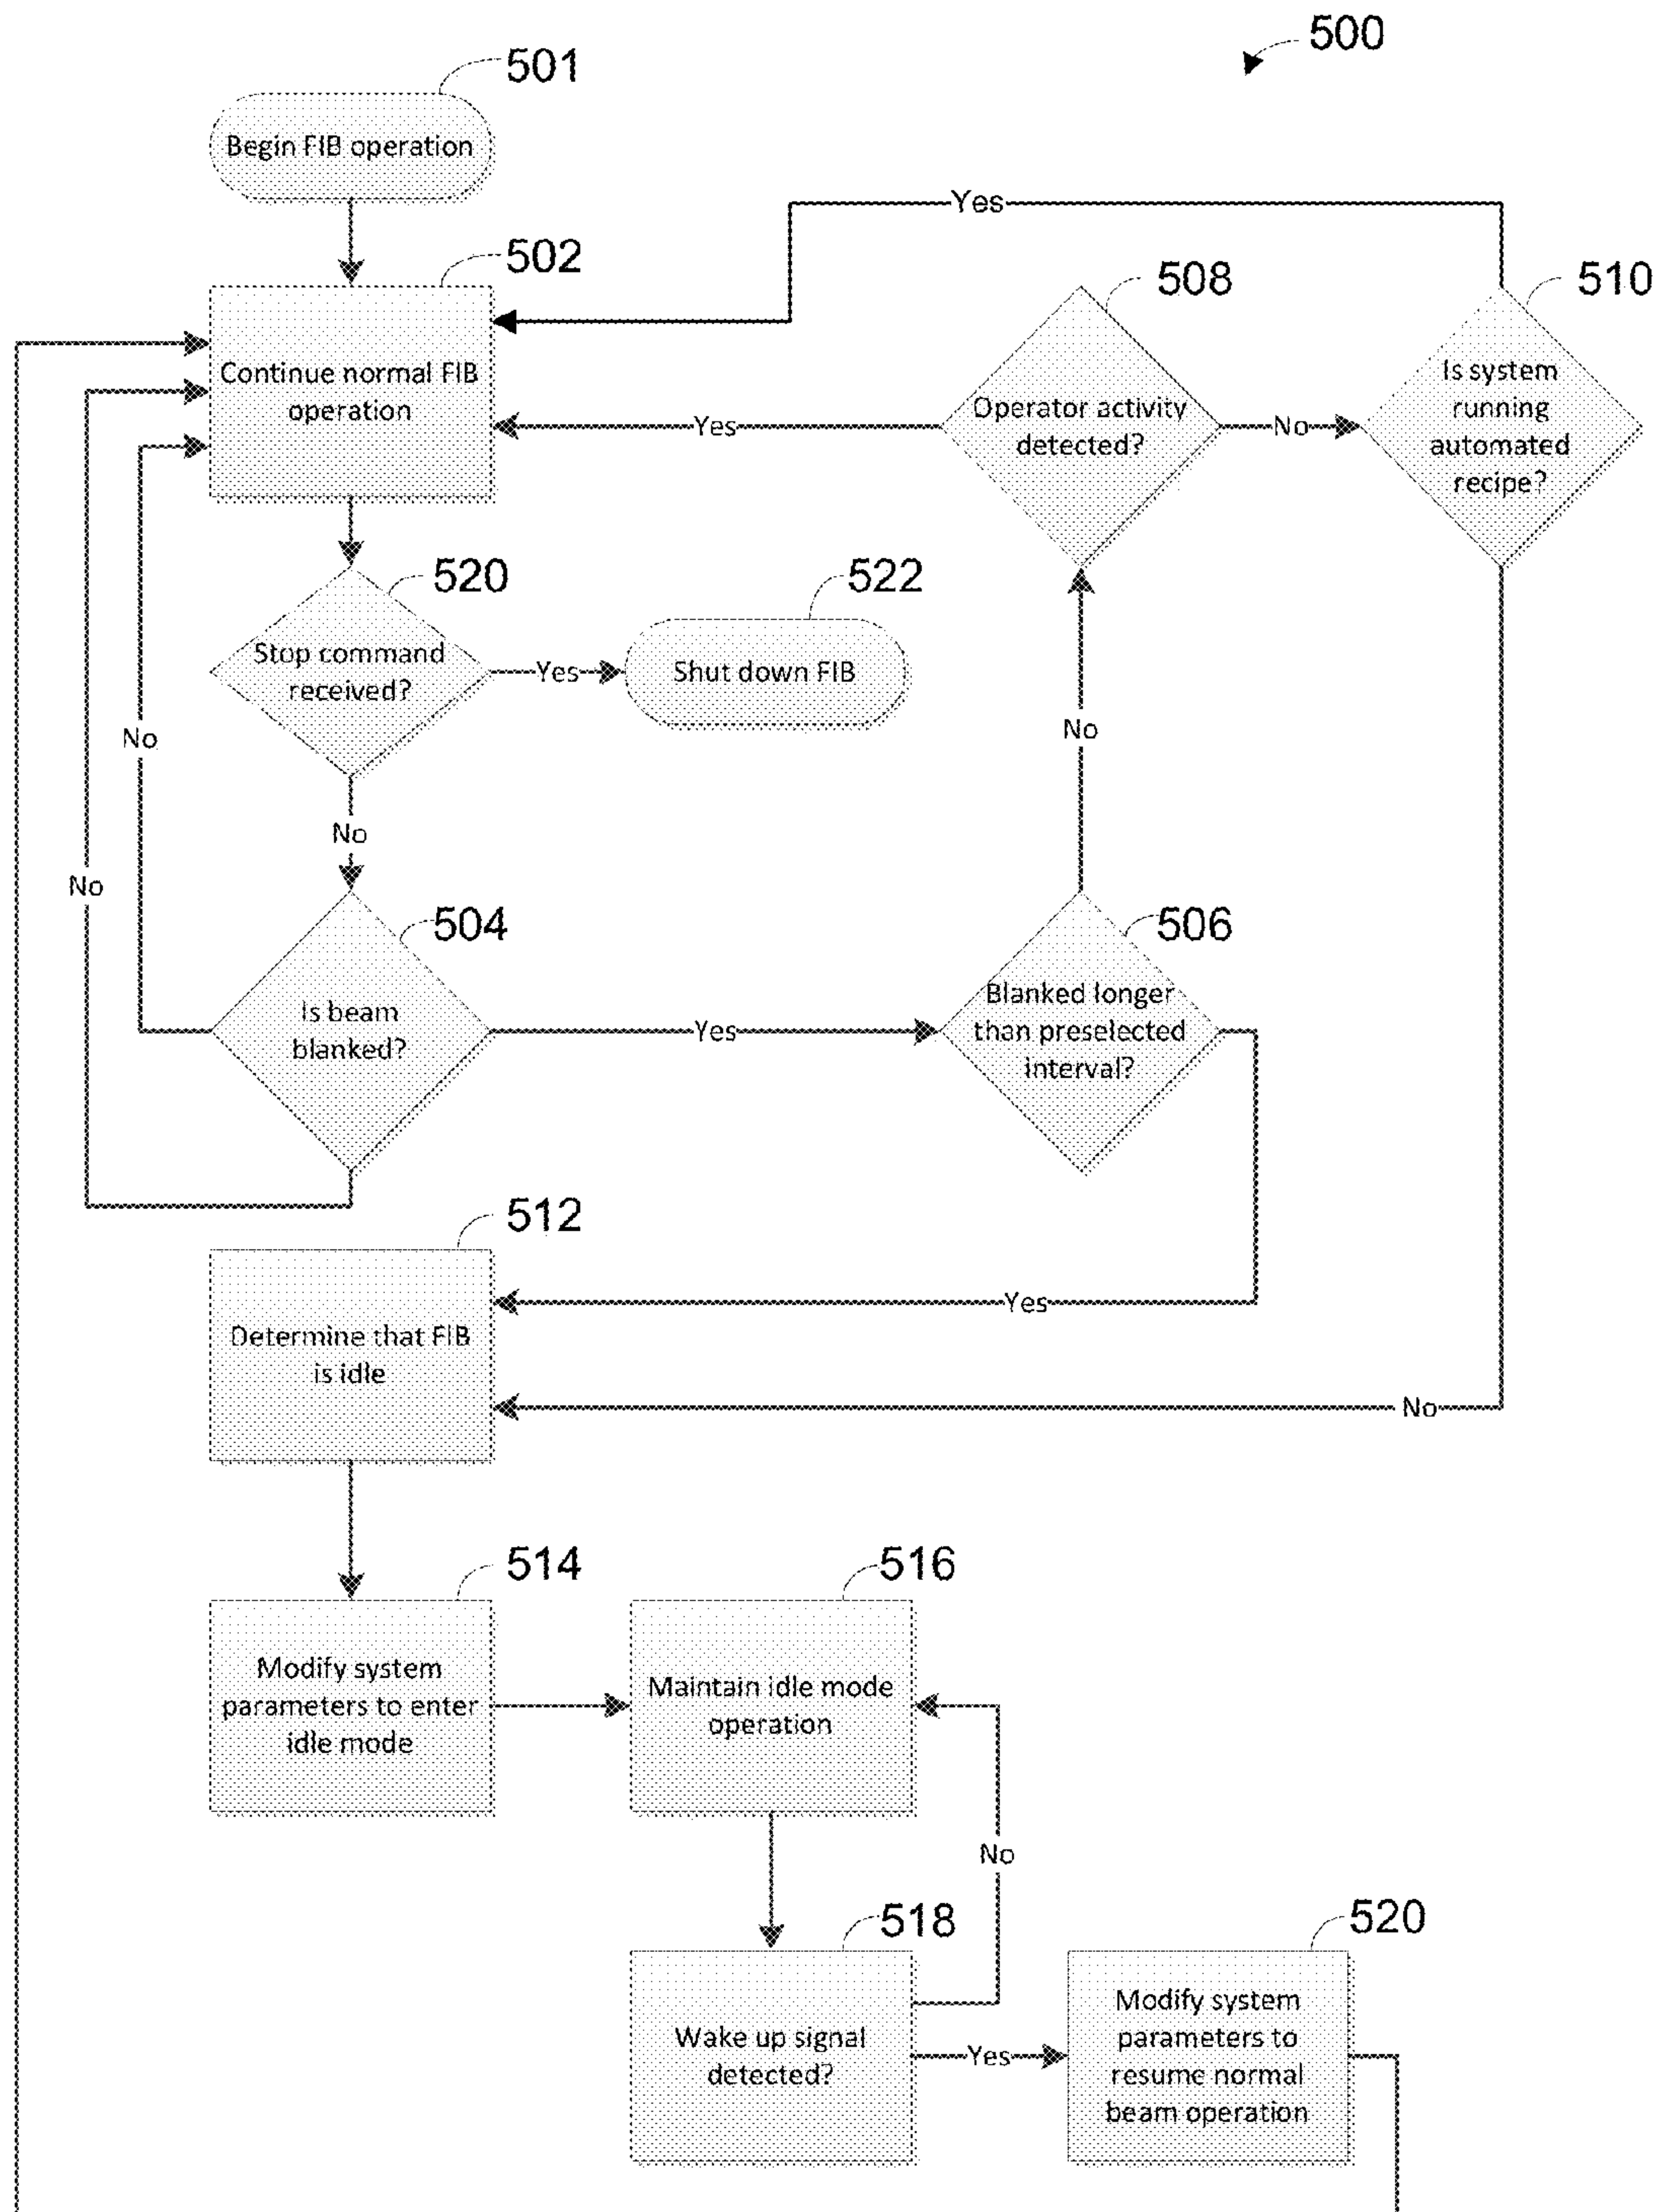 500
501
Begin FIB operation
Yes
502
508
510
Continue normal FIB
operation
Yes
Operator activity
detected?
No
Is system
running
automated
recipe?
520
522
Stop command
received?
Yes
Shut down FIB
No
No
No
No
504
506
Is beam
blanked?
Yes
Blanked longer
than preselected
interval?
512
Yes
Determine that FIB
is idle
No
514
516
Modify system
parameters to enter
idle mode
Maintain idle mode
operation
No
518
520
Wake up signal
detected?
Yes
Modify system
parameters to
resume normal
beam operation